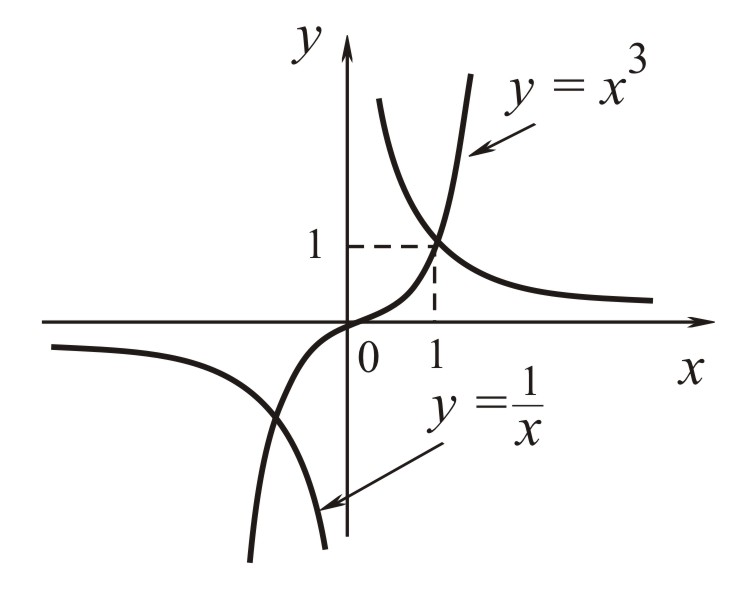 y
y = x³
1
0
1
x
y = 1/x